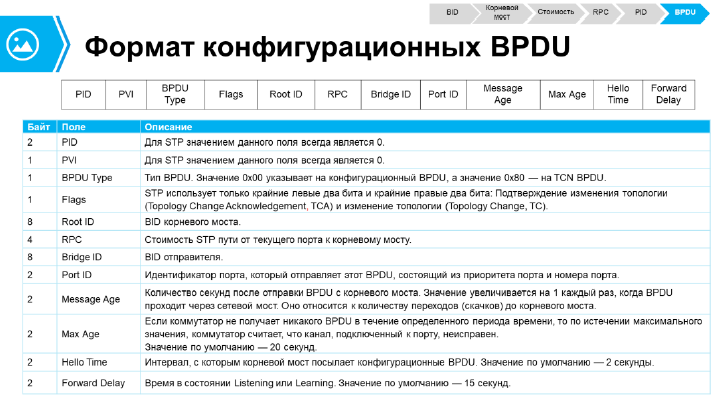 BID
Корневой
мост
Стоимость
RPC
PID
BPDU
Формат конфигурационных BPDU
PID PVI BPDU Type Flags Root ID RPC Bridge ID Port ID Message Age Max Age Hello Time Forward Delay
Байт Поле Описание
2 PID Для STP значением данного поля всегда является 0.
1 PVI Для STP значением данного поля всегда является 0.
1 BPDU Type Тип BPDU. Значение 0x00 указывает на конфигурационный BPDU, а значение 0x80 — на TCN BPDU.
1 Flags STP использует только крайние левые два бита и крайние правые два бита: Подтверждение изменения топологии
(Topology Change Acknowledgement, TCA) и изменение топологии (Topology Change, TC).
8 Root ID BID корневого моста.
4 RPC Стоимость STP пути от текущего порта к корневому мосту.
8 Bridge ID BID отправителя.
2 Port ID Идентификатор порта, который отправляет этот BPDU, состоящий из приоритета порта и номера порта.
2 Message Age Количество секунд после отправки BPDU с корневого моста. Значение увеличивается на 1 каждый раз, когда BPDU
проходит через сетевой мост. Оно относится к количеству переходов (скачков) до корневого моста.
2 Max Age Если коммутатор не получает никакого BPDU в течение определенного периода времени, то по истечении максимального
значения, коммутатор считает, что канал, подключенный к порту, неисправен.
Значение по умолчанию — 20 секунд.
2 Hello Time Интервал, с которым корневой мост посылает конфигурационные BPDU. Значение по умолчанию — 2 секунды.
2 Forward Delay Время в состоянии Listening или Learning. Значение по умолчанию — 15 секунд.